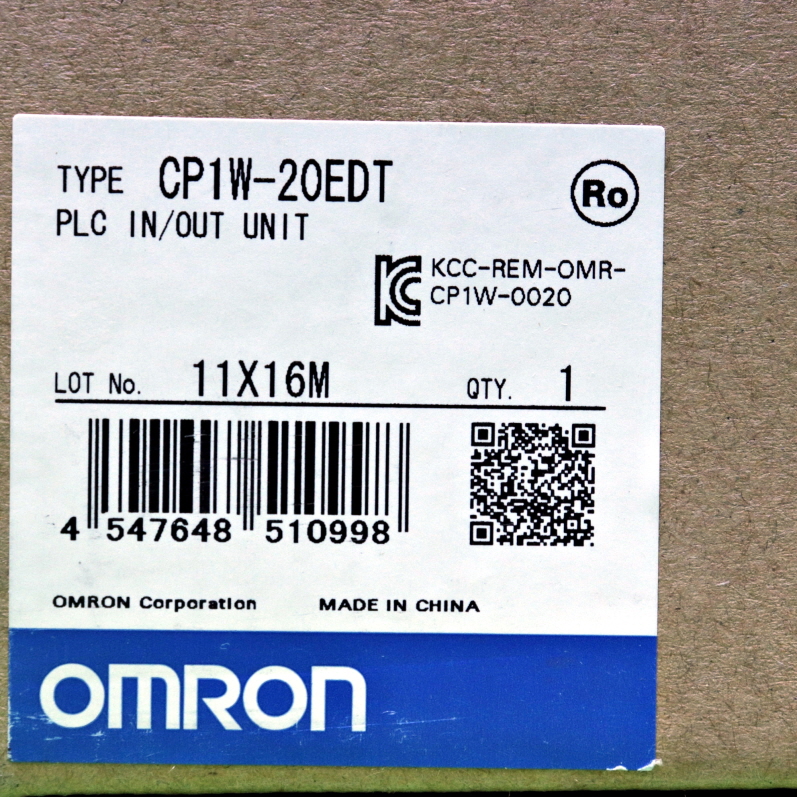 TYPE CP1W-20EDT
Ro
PLC IN/OUT UNIT
KCC-REM-OMR-
CP1W-0020
LOT No. 11X16M QTY. 1
4 547648 510998
OMRON Corporation MADE IN CHINA
OMRON